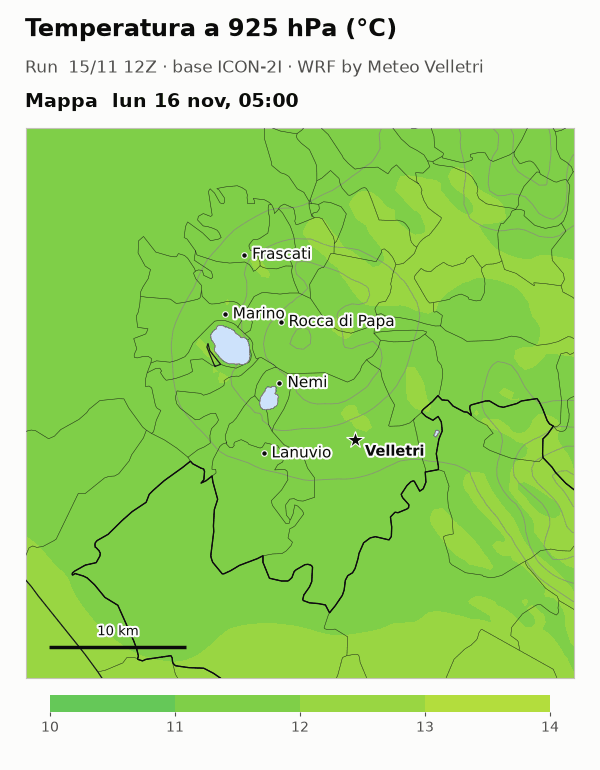 Temperatura a 925 hPa (°C)
Run  15/11 12Z · base ICON-2I · WRF by Meteo Velletri
Mappa  lun 16 nov, 05:00
Frascati
Marino
Rocca di Papa
Nemi
Velletri
Lanuvio
10 km
10 11 12 13 14